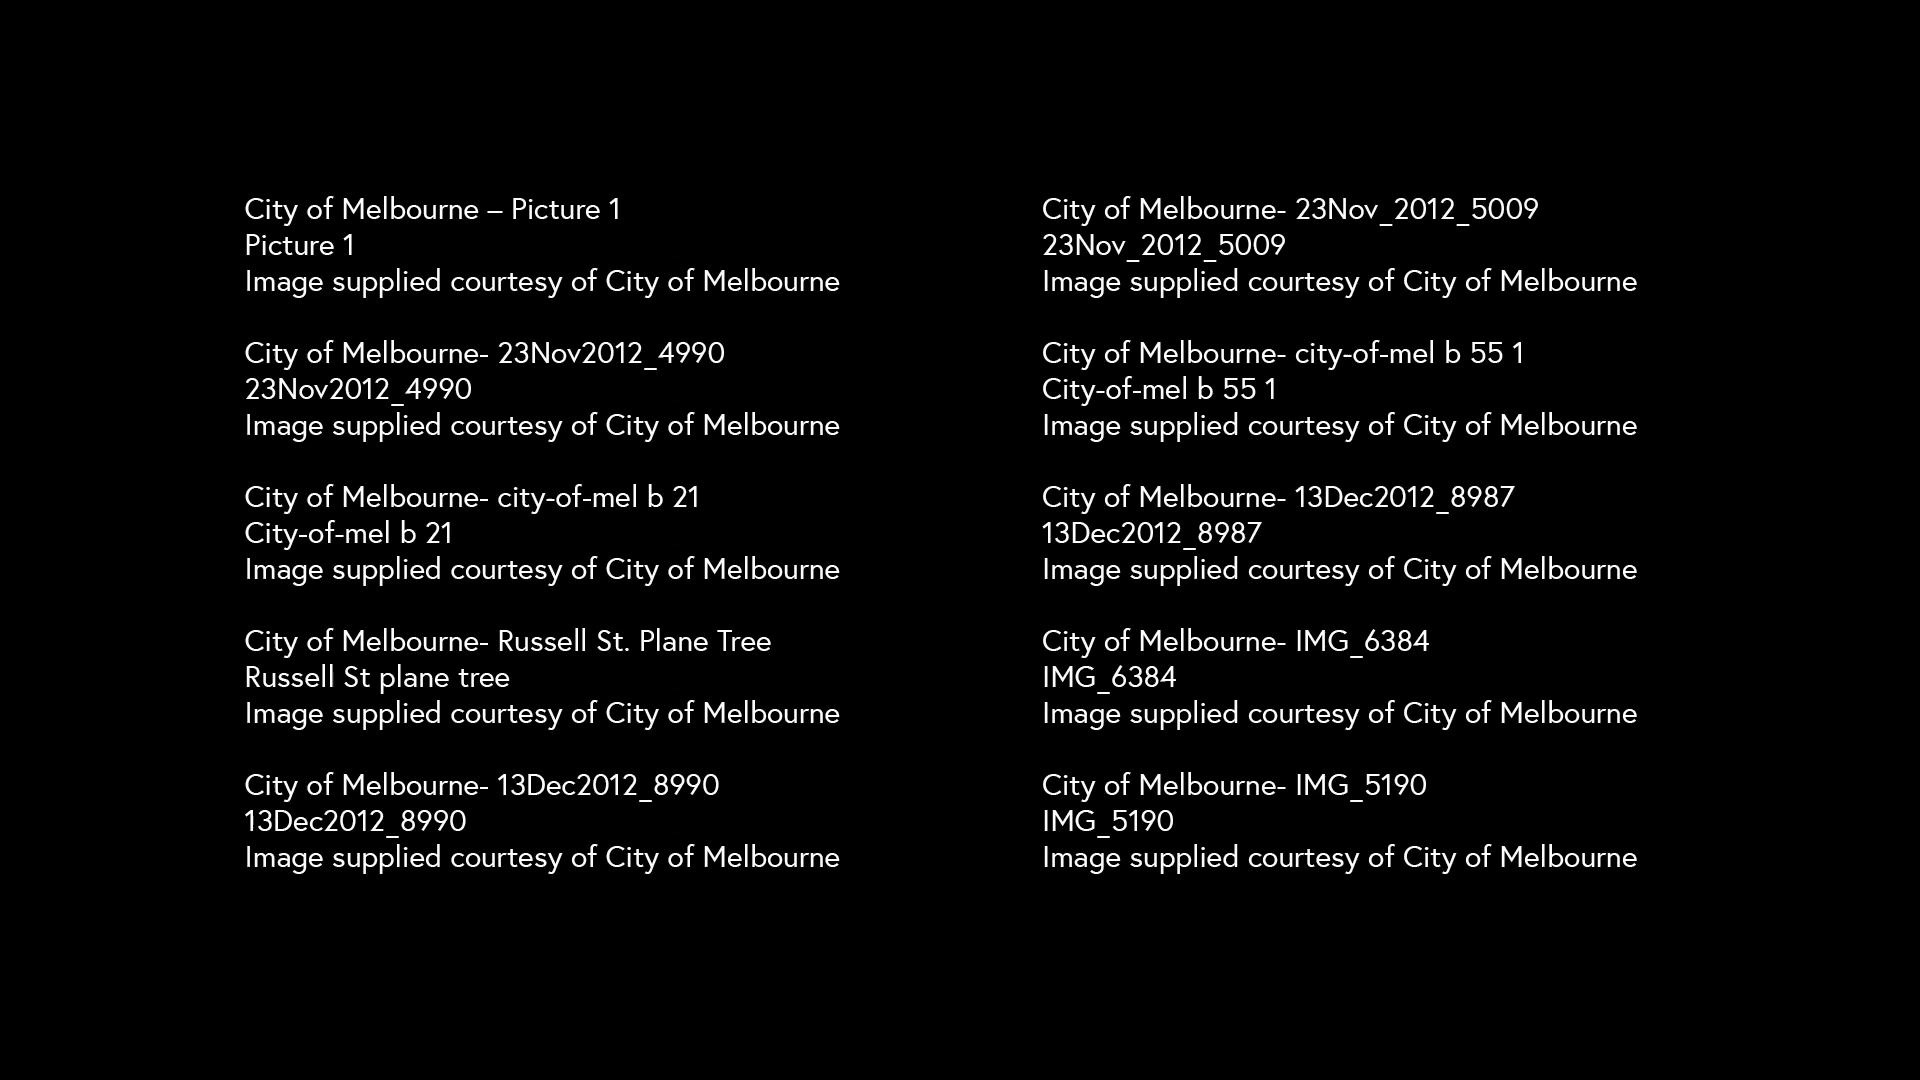 City of Melbourne – Picture 1
Picture 1
Image supplied courtesy of City of Melbourne
City of Melbourne- 23Nov2012_4990
23Nov2012_4990
Image supplied courtesy of City of Melbourne
City of Melbourne- city-of-mel b 21
City-of-mel b 21
Image supplied courtesy of City of Melbourne
City of Melbourne- Russell St. Plane Tree
Russell St plane tree
Image supplied courtesy of City of Melbourne
City of Melbourne- 13Dec2012_8990
13Dec2012_8990
Image supplied courtesy of City of Melbourne
City of Melbourne- 23Nov_2012_5009
23Nov_2012_5009
Image supplied courtesy of City of Melbourne
City of Melbourne- city-of-mel b 55 1
City-of-mel b 55 1
Image supplied courtesy of City of Melbourne
City of Melbourne- 13Dec2012_8987
13Dec2012_8987
Image supplied courtesy of City of Melbourne
City of Melbourne- IMG_6384
IMG_6384
Image supplied courtesy of City of Melbourne
City of Melbourne- IMG_5190
IMG_5190
Image supplied courtesy of City of Melbourne